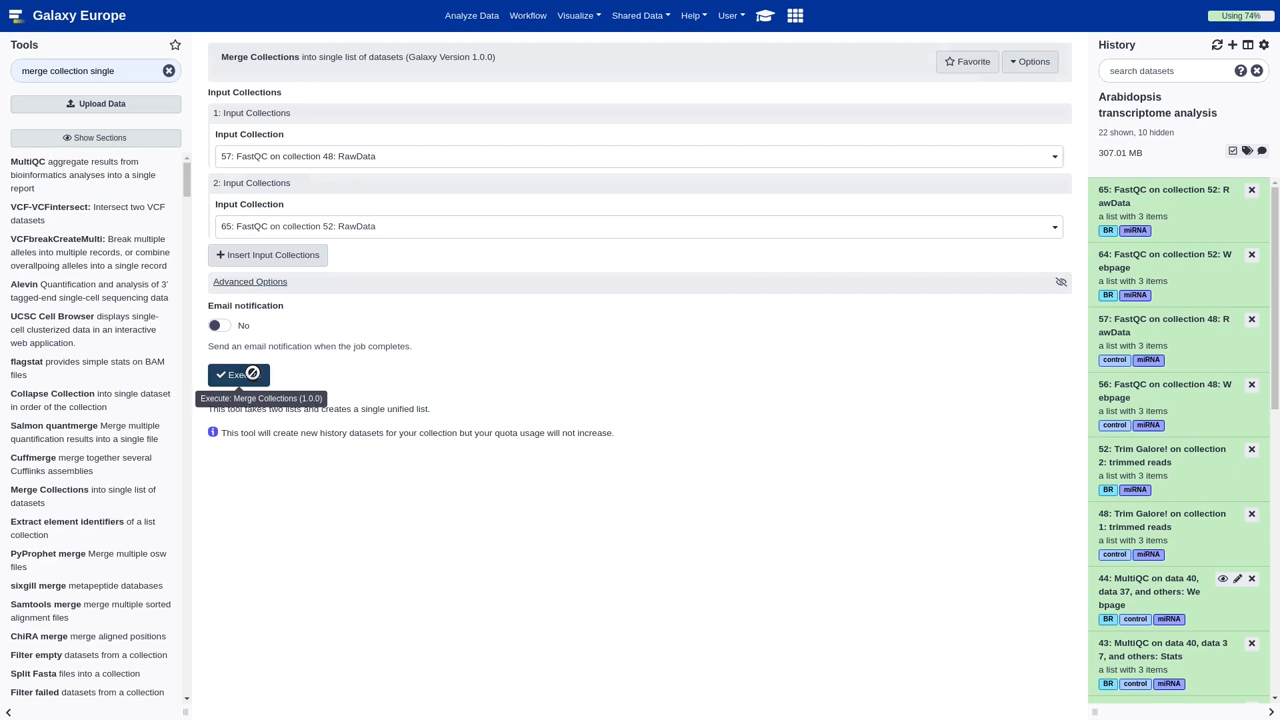 Galaxy Europe
Analyze Data
Workflow
Visualize
Shared Data
Help
User
Using 74%
Tools
merge collection single
Upload Data
Show Sections
MultiQC aggregate results from
bioinformatics analyses into a single
report
VCF-VCFintersect: Intersect two VCF
datasets
VCFbreakCreateMulti: Break multiple
alleles into multiple records, or combine
overallpoing alleles into a single record
Alevin Quantification and analysis of 3'
tagged-end single-cell sequencing data
UCSC Cell Browser displays single-
cell clusterized data in an interactive
web application.
flagstat provides simple stats on BAM
files
Collapse Collection into single dataset
in order of the collection
Salmon quantmerge Merge multiple
quantification results into a single file
Cuffmerge merge together several
Cufflinks assemblies
Merge Collections into single list of
datasets
Extract element identifiers of a list
collection
PyProphet merge Merge multiple osw
files
sixgill merge metapeptide databases
Samtools merge merge multiple sorted
alignment files
ChiRA merge merge aligned positions
Filter empty datasets from a collection
Split Fasta files into a collection
Filter failed datasets from a collection
Merge Collections into single list of datasets (Galaxy Version 1.0.0)
Favorite
Options
Input Collections
1: Input Collections
Input Collection
57: FastQC on collection 48: RawData
2: Input Collections
Input Collection
65: FastQC on collection 52: RawData
Insert Input Collections
Advanced Options
Email notification
No
Send an email notification when the job completes.
Execute: Merge Collections (1.0.0)
This tool takes two lists and creates a single unified list.
This tool will create new history datasets for your collection but your quota usage will not increase.
History
search datasets
Arabidopsis
transcriptome analysis
22 shown, 10 hidden
307.01 MB
65: FastQC on collection 52: R
awData
a list with 3 items
BR miRNA
64: FastQC on collection 52: W
ebpage
a list with 3 items
BR miRNA
57: FastQC on collection 48: R
awData
a list with 3 items
control miRNA
56: FastQC on collection 48: W
ebpage
a list with 3 items
control miRNA
52: Trim Galore! on collection
2: trimmed reads
a list with 3 items
BR miRNA
48: Trim Galore! on collection
1: trimmed reads
a list with 3 items
control miRNA
44: MultiQC on data 40,
data 37, and others: We
bpage
BR control miRNA
43: MultiQC on data 40, data 3
7, and others: Stats
a list with 3 items
BR control miRNA